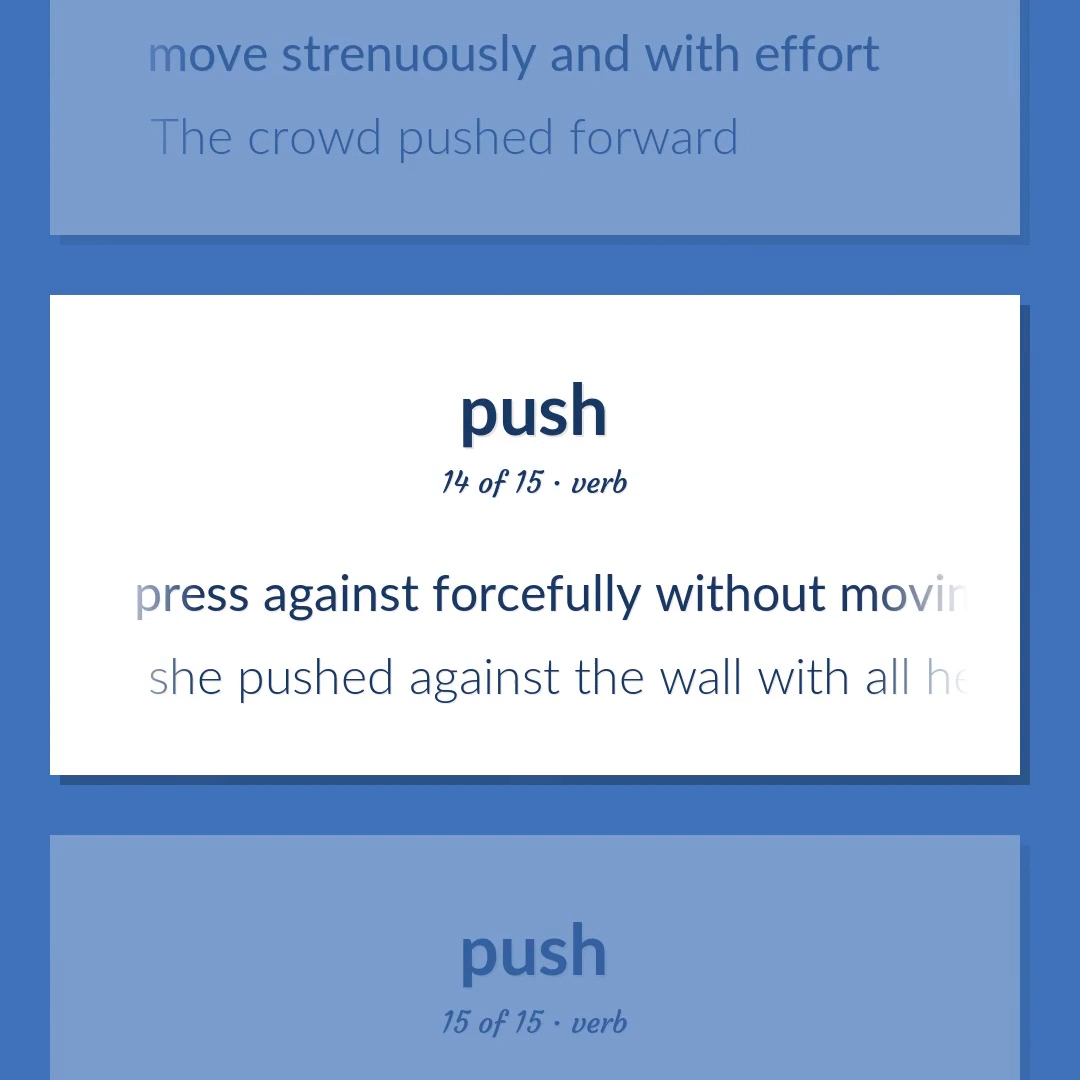 move strenuously and with effort
The crowd pushed forward
push
14 of 15 · verb
press against forcefully without movin
she pushed against the wall with all he
push
15 of 15 · verb